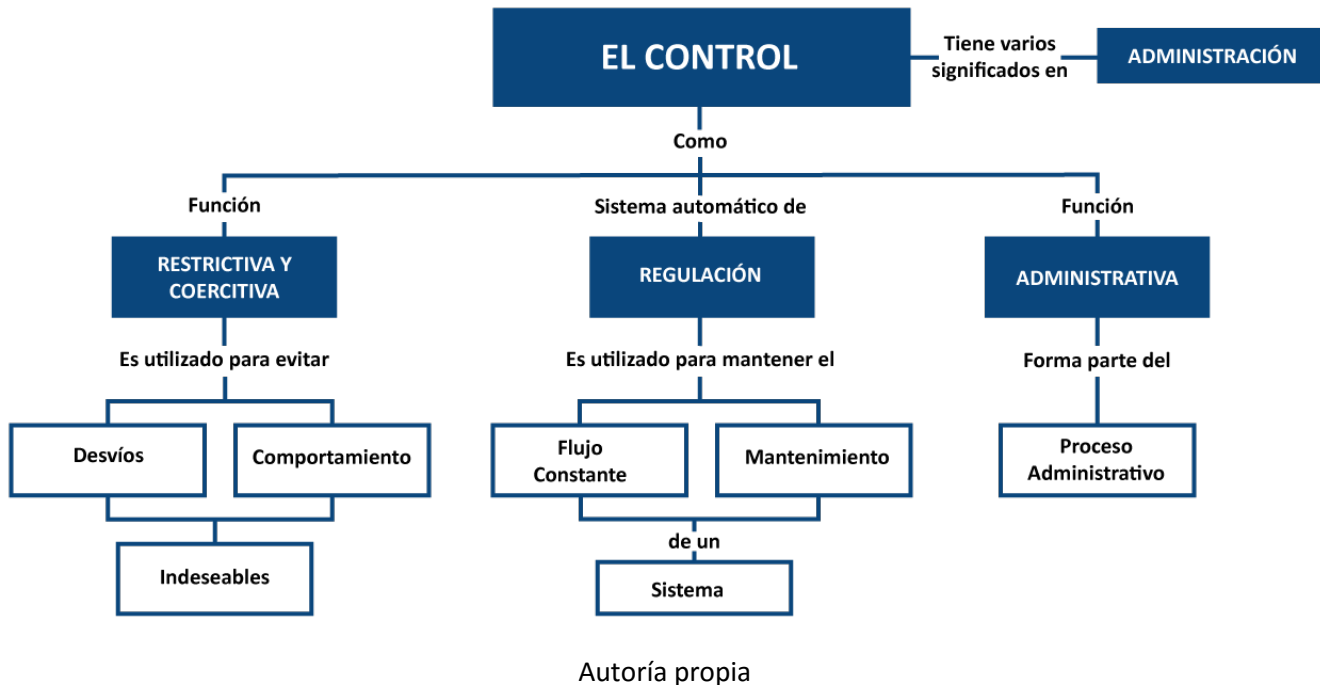 EL CONTROL
Tiene varios
significados en
ADMINISTRACIÓN
Como
Función
Sistema automático de
Función
RESTRICTIVA Y
COERCITIVA
REGULACIÓN
ADMINISTRATIVA
Es utilizado para evitar
Es utilizado para mantener el
Forma parte del
Desvíos
Comportamiento
Flujo
Constante
Mantenimiento
Proceso
Administrativo
Indeseables
de un
Sistema
Autoría propia